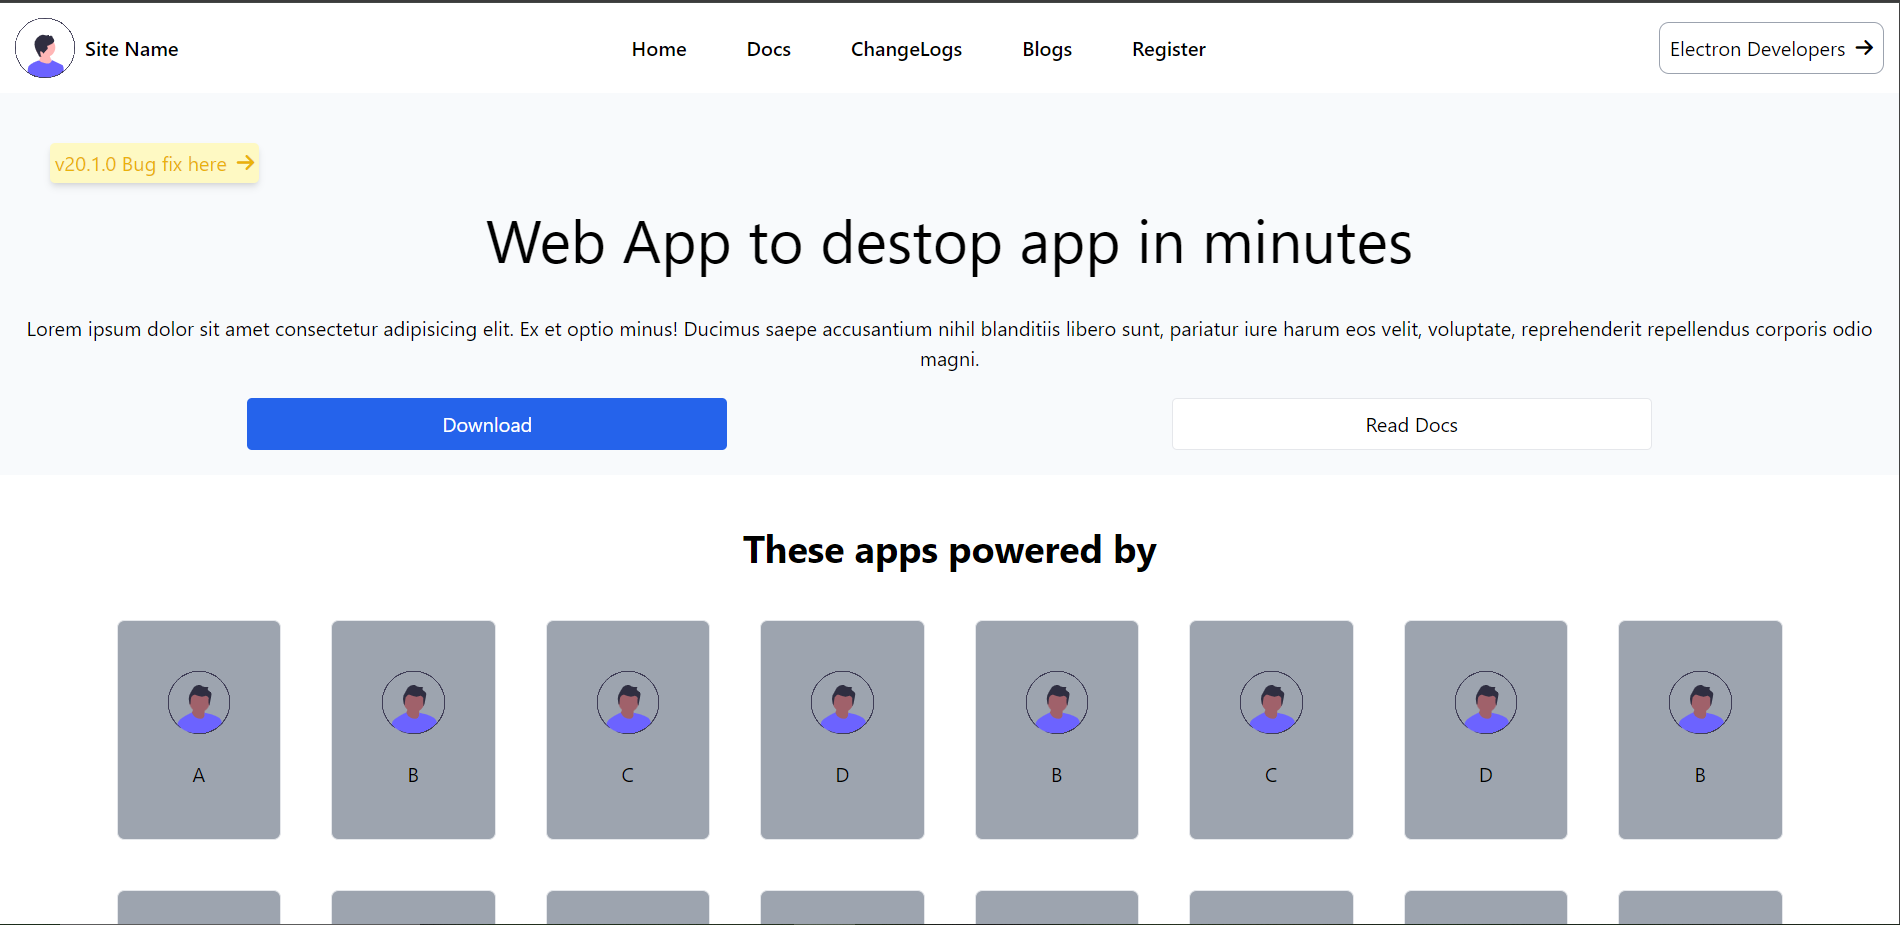 Site Name
Home
Docs
ChangeLogs
Blogs
Register
Electron Developers
v20.1.0 Bug fix here
Web App to destop app in minutes
Lorem ipsum dolor sit amet consectetur adipisicing elit. Ex et optio minus! Ducimus saepe accusantium nihil blanditiis libero sunt, pariatur iure harum eos velit, voluptate, reprehenderit repellendus corporis odio
magni.
Download
Read Docs
These apps powered by
A
B
C
D
B
C
D
B